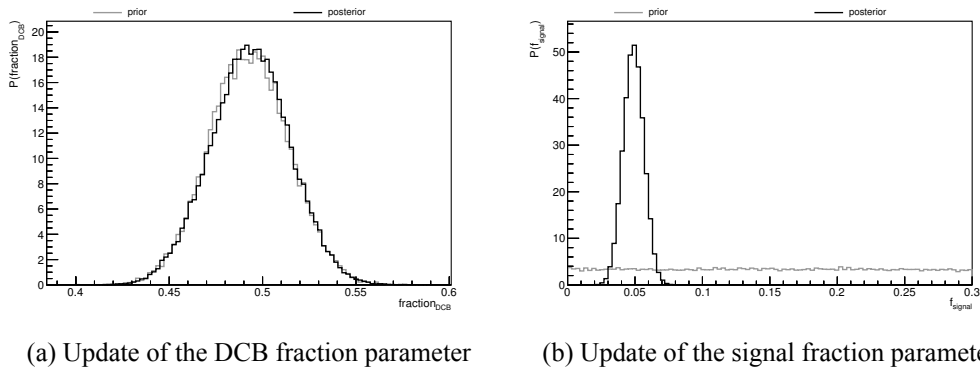 prior posterior
P(fraction_DCB)
20
18
16
14
12
10
8
6
4
2
0
0.4 0.45 0.5 0.55 0.6
fraction_DCB
prior posterior
P(f_signal)
50
40
30
20
10
0
0 0.05 0.1 0.15 0.2 0.25 0.3
f_signal
(a) Update of the DCB fraction parameter (b) Update of the signal fraction paramet